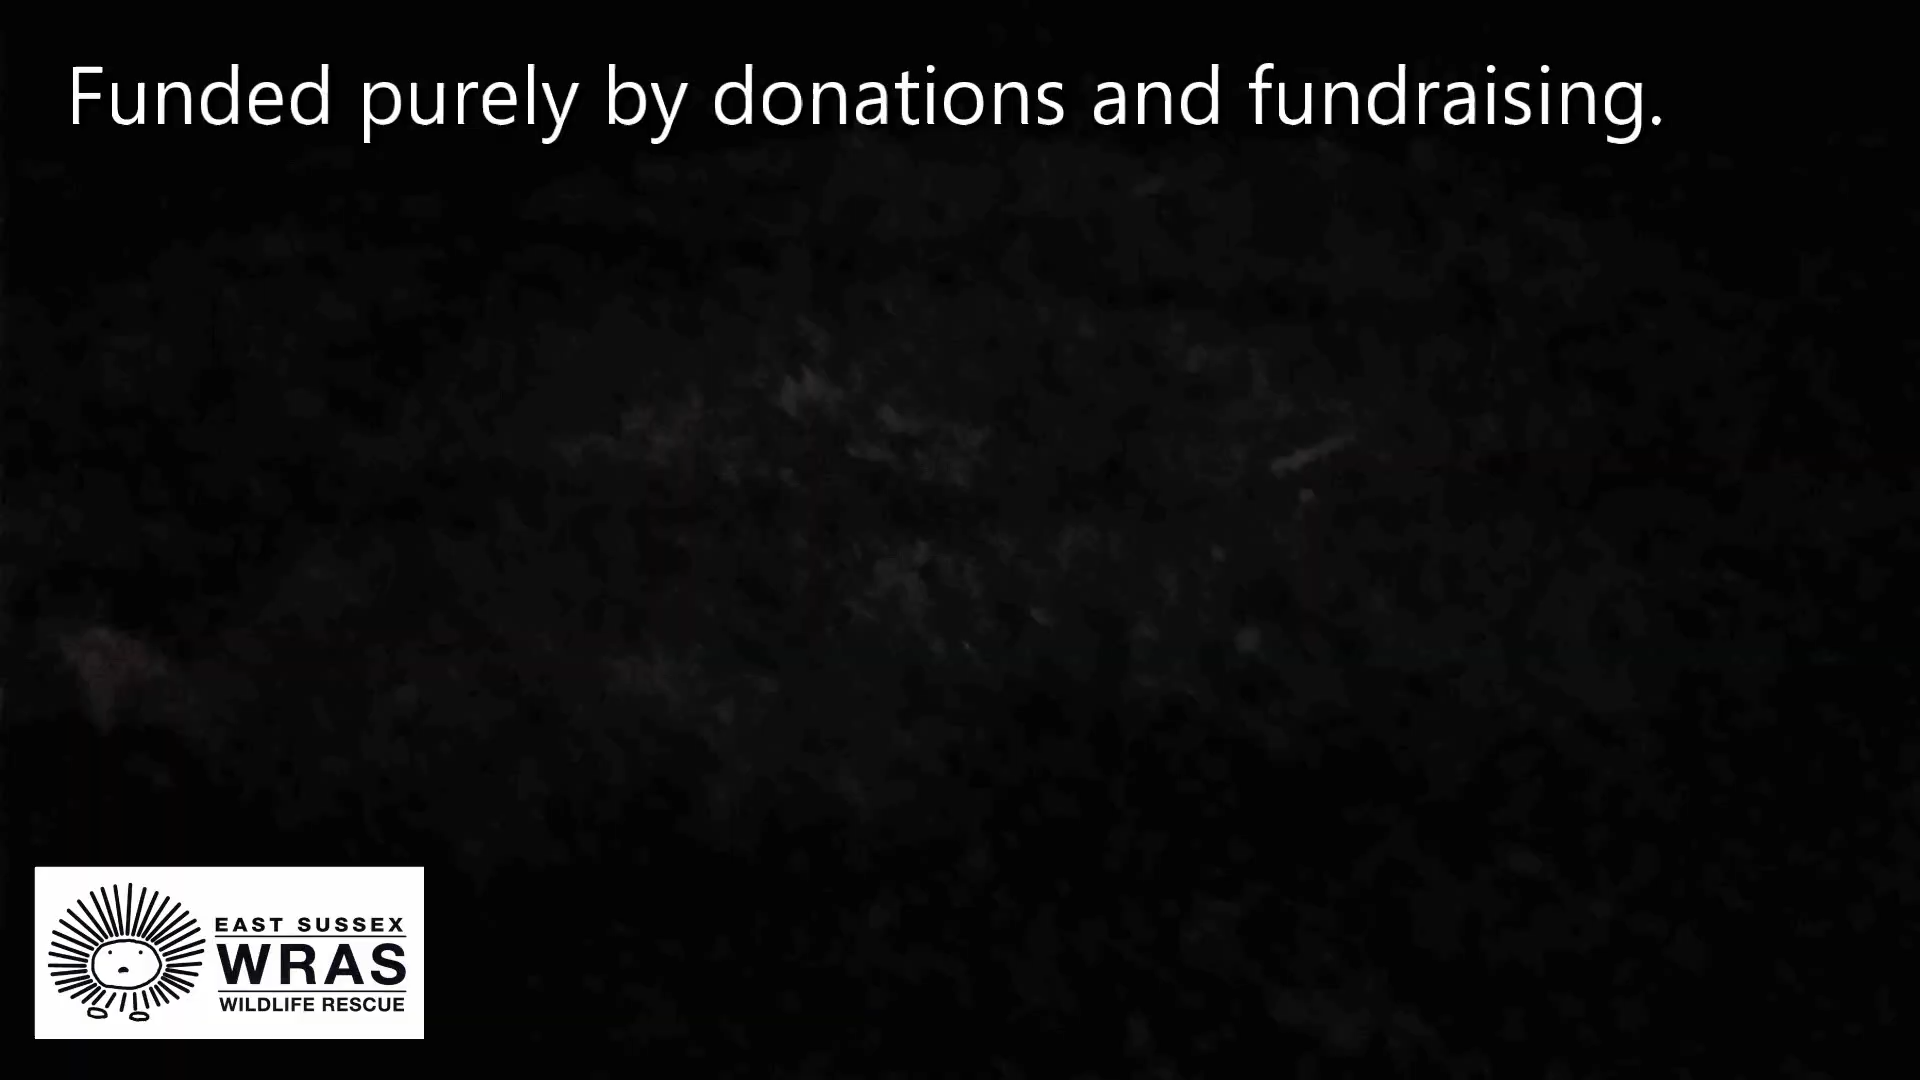 Funded purely by donations and fundraising.
EAST SUSSEX
WRAS
WILDLIFE RESCUE